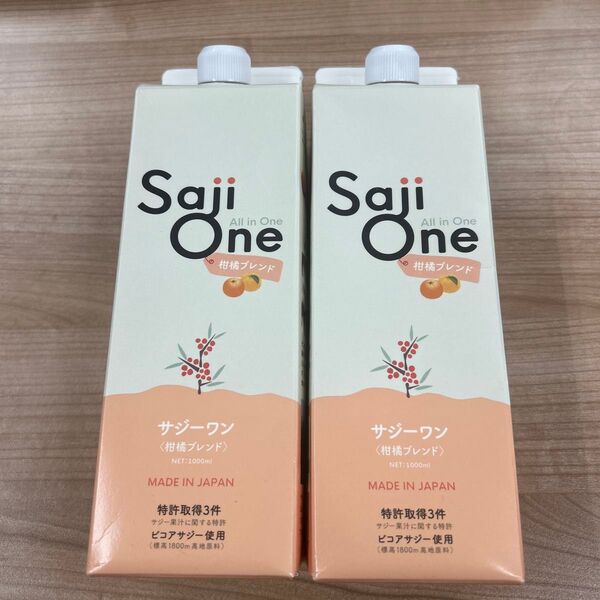 Saji
All in One
One
柑橘ブレンド
サジーワン
〈柑橘ブレンド〉
NET:1000ml
MADE IN JAPAN
特許取得3件
サジー果汁に関する特許
ビコアサジー使用
(標高1800m高地原料)
Saji
All in One
One
柑橘ブレンド
サジーワン
〈柑橘ブレンド〉
NET:1000ml
MADE IN JAPAN
特許取得3件
サジー果汁に関する特許
ビコアサジー使用
(標高1800m高地原料)